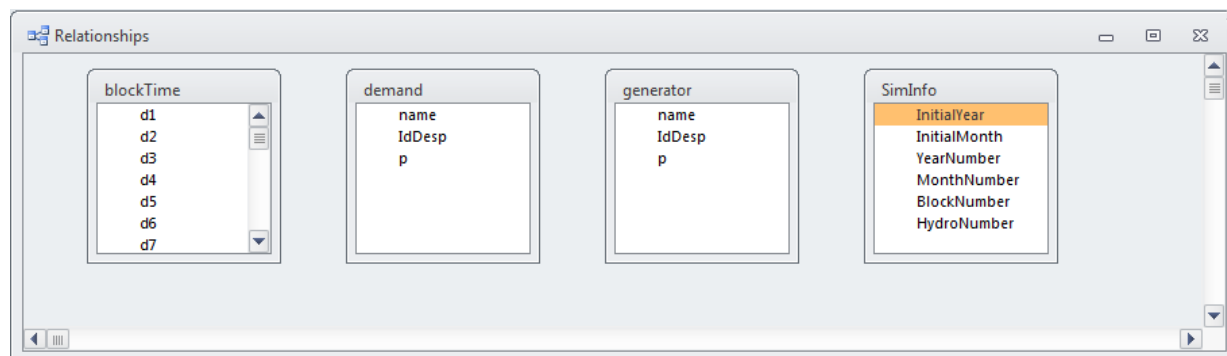 Relationships
blockTime
d1
d2
d3
d4
d5
d6
d7
demand
name
IdDesp
p
generator
name
IdDesp
p
SimInfo
InitialYear
InitialMonth
YearNumber
MonthNumber
BlockNumber
HydroNumber